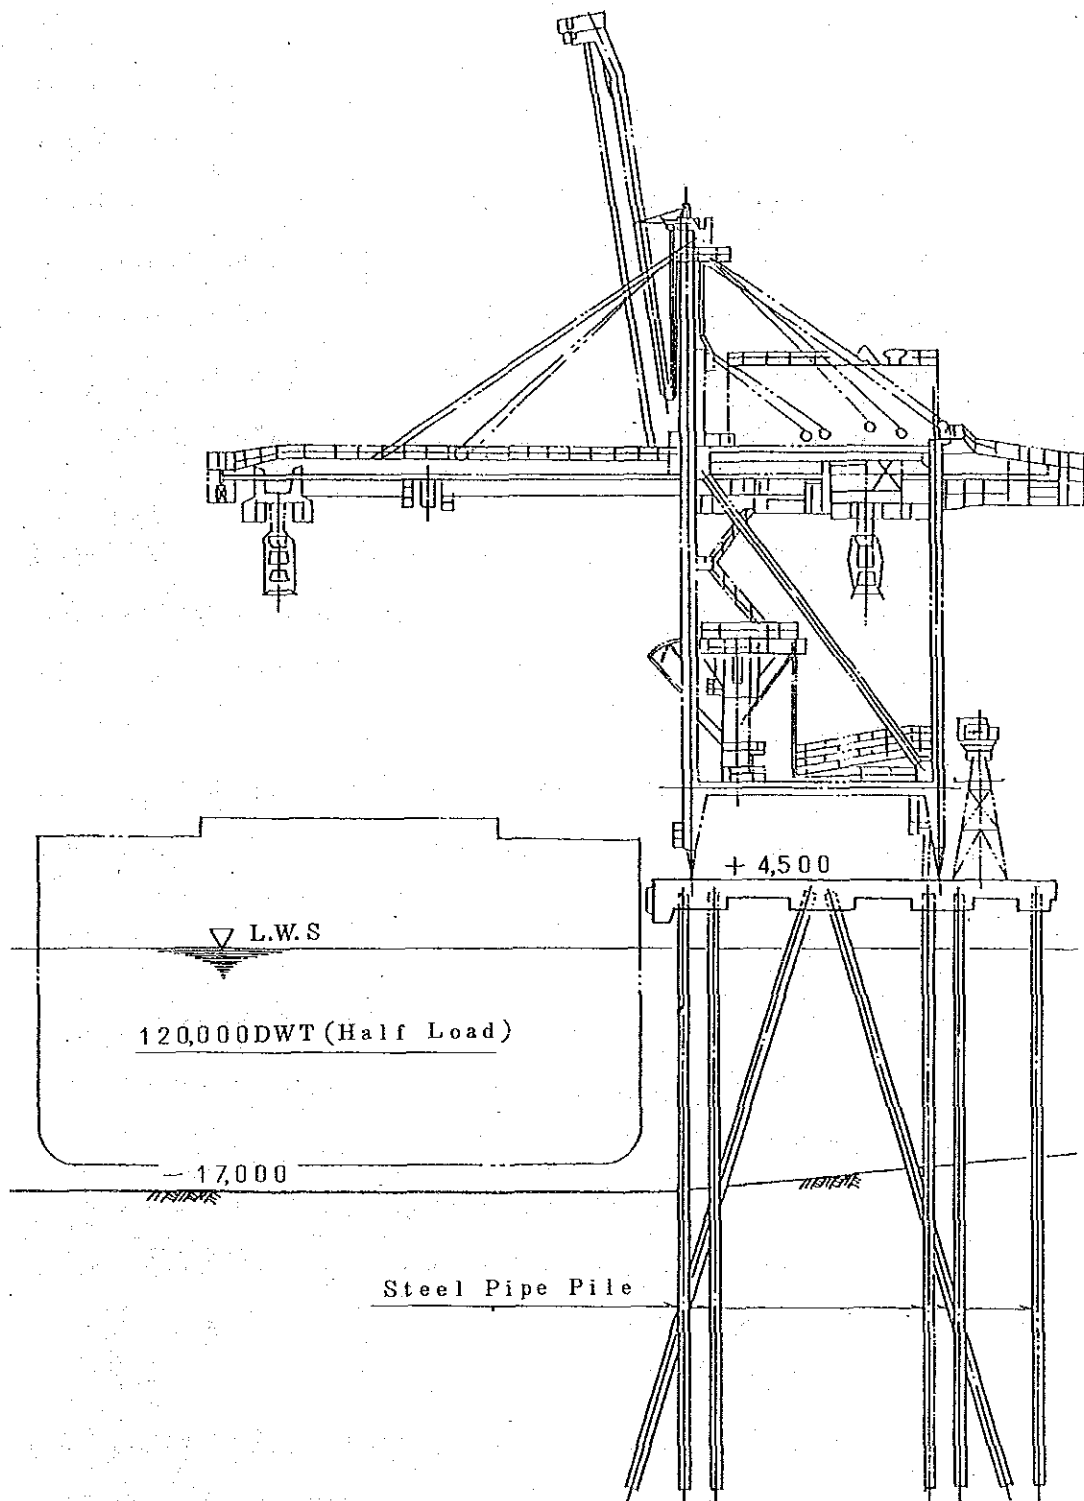 + 4,500
L.W.S
120,000DWT (Half Load)
- 17,000
Steel Pipe Pile